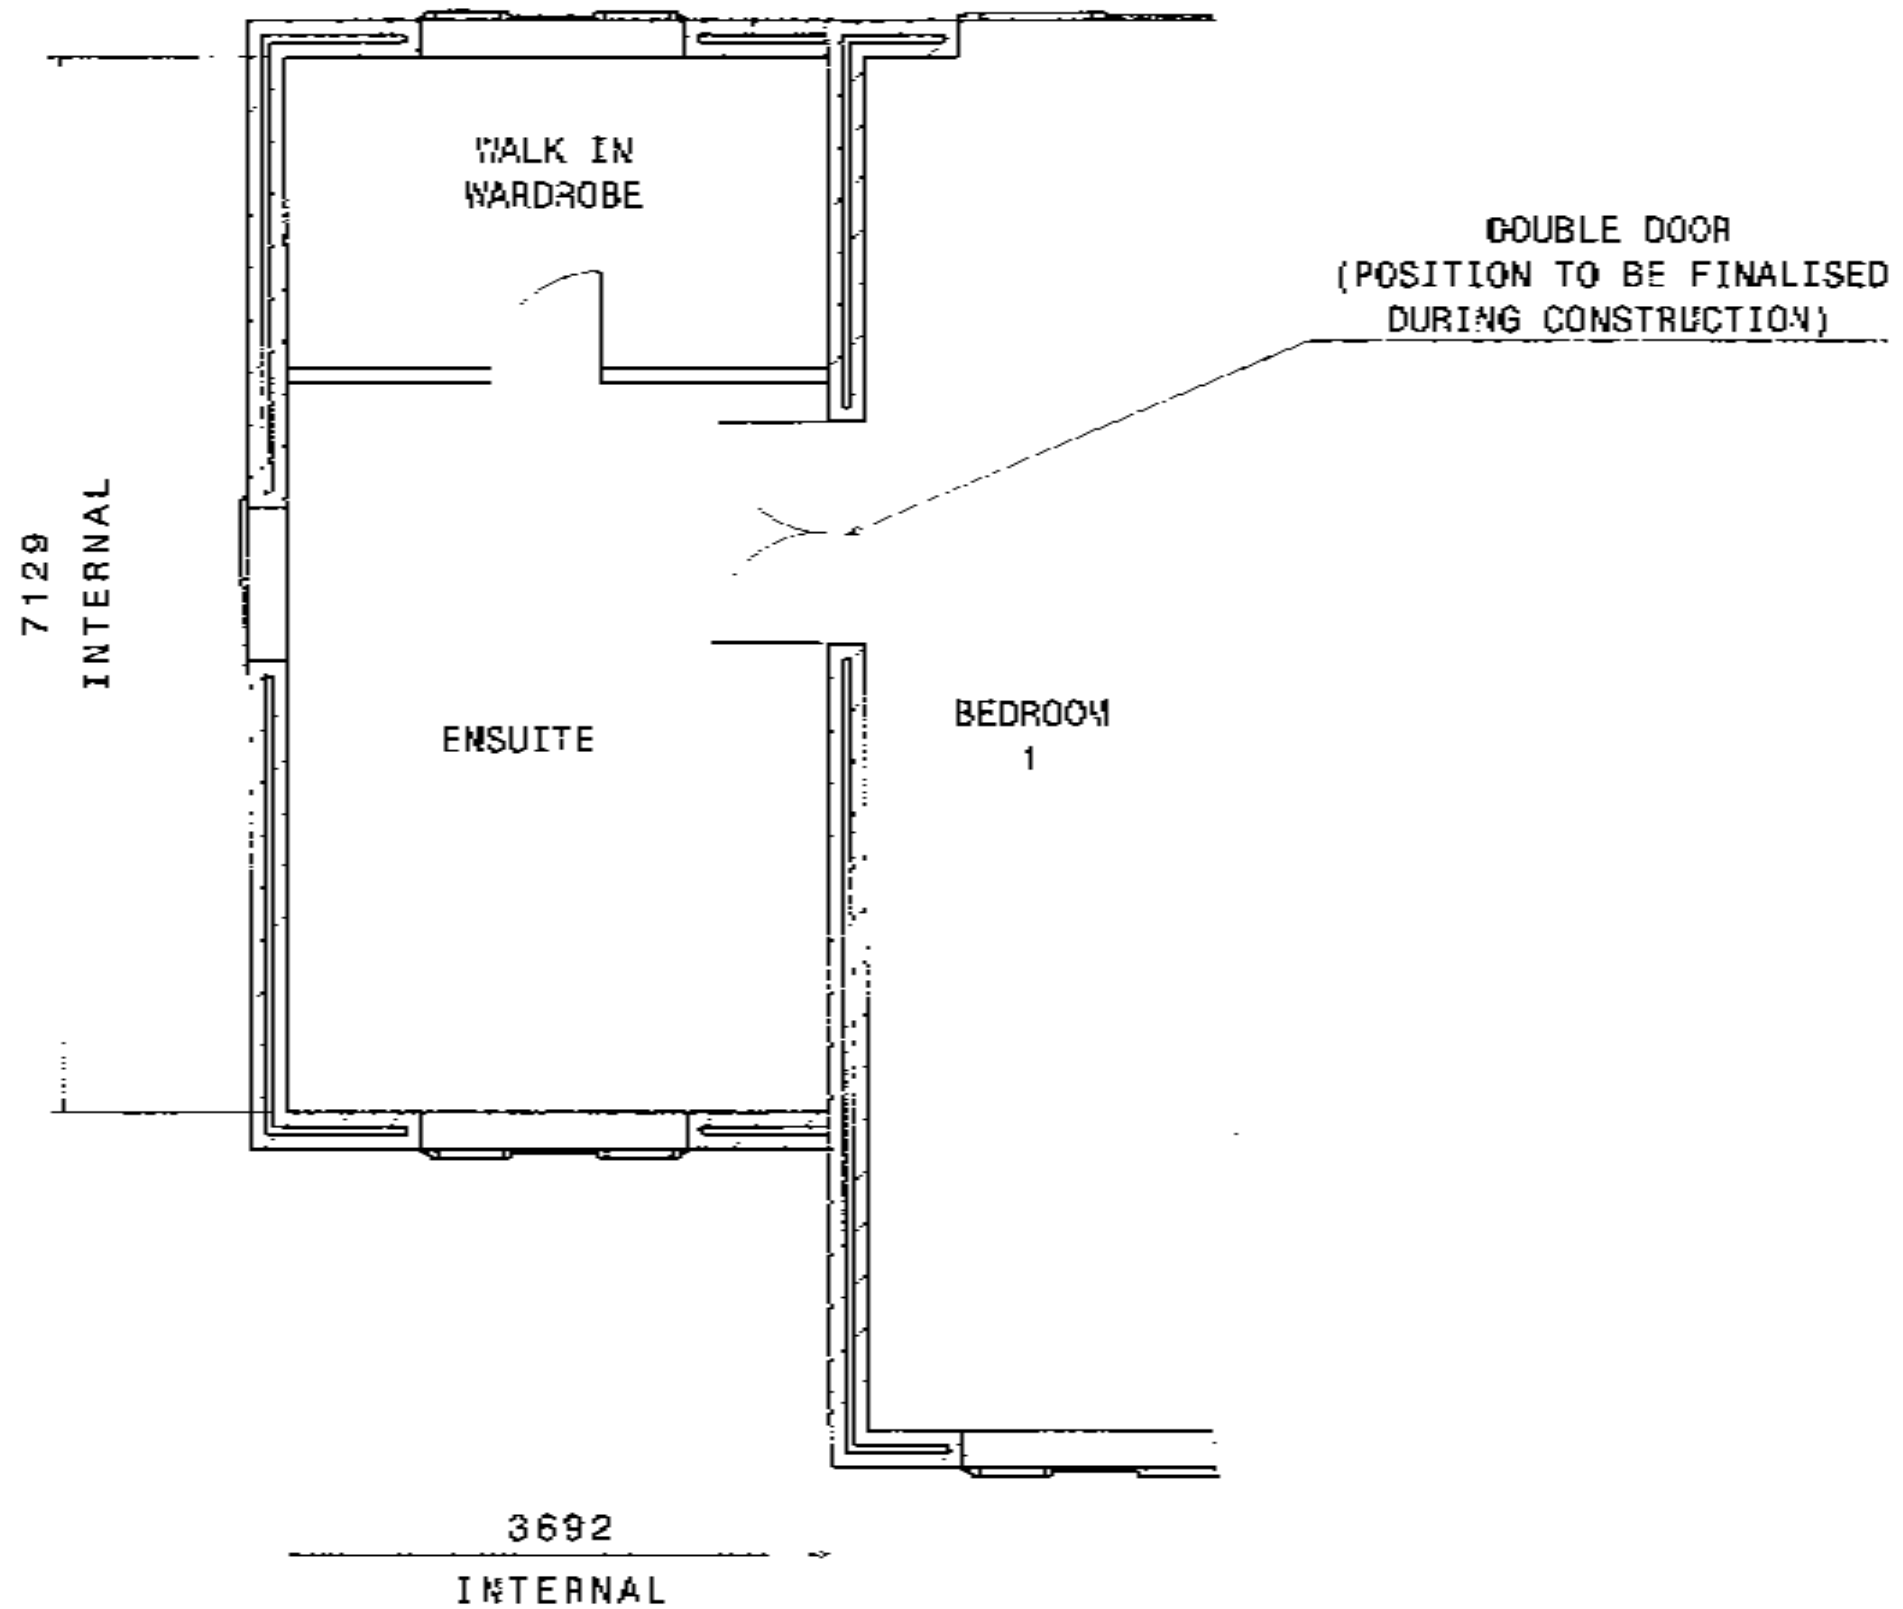 WALK IN
WARDROBE
DOUBLE DOOR
(POSITION TO BE FINALISED
DURING CONSTRUCTION)
7129
INTERNAL
ENSUITE
BEDROOM
1
3692
INTERNAL